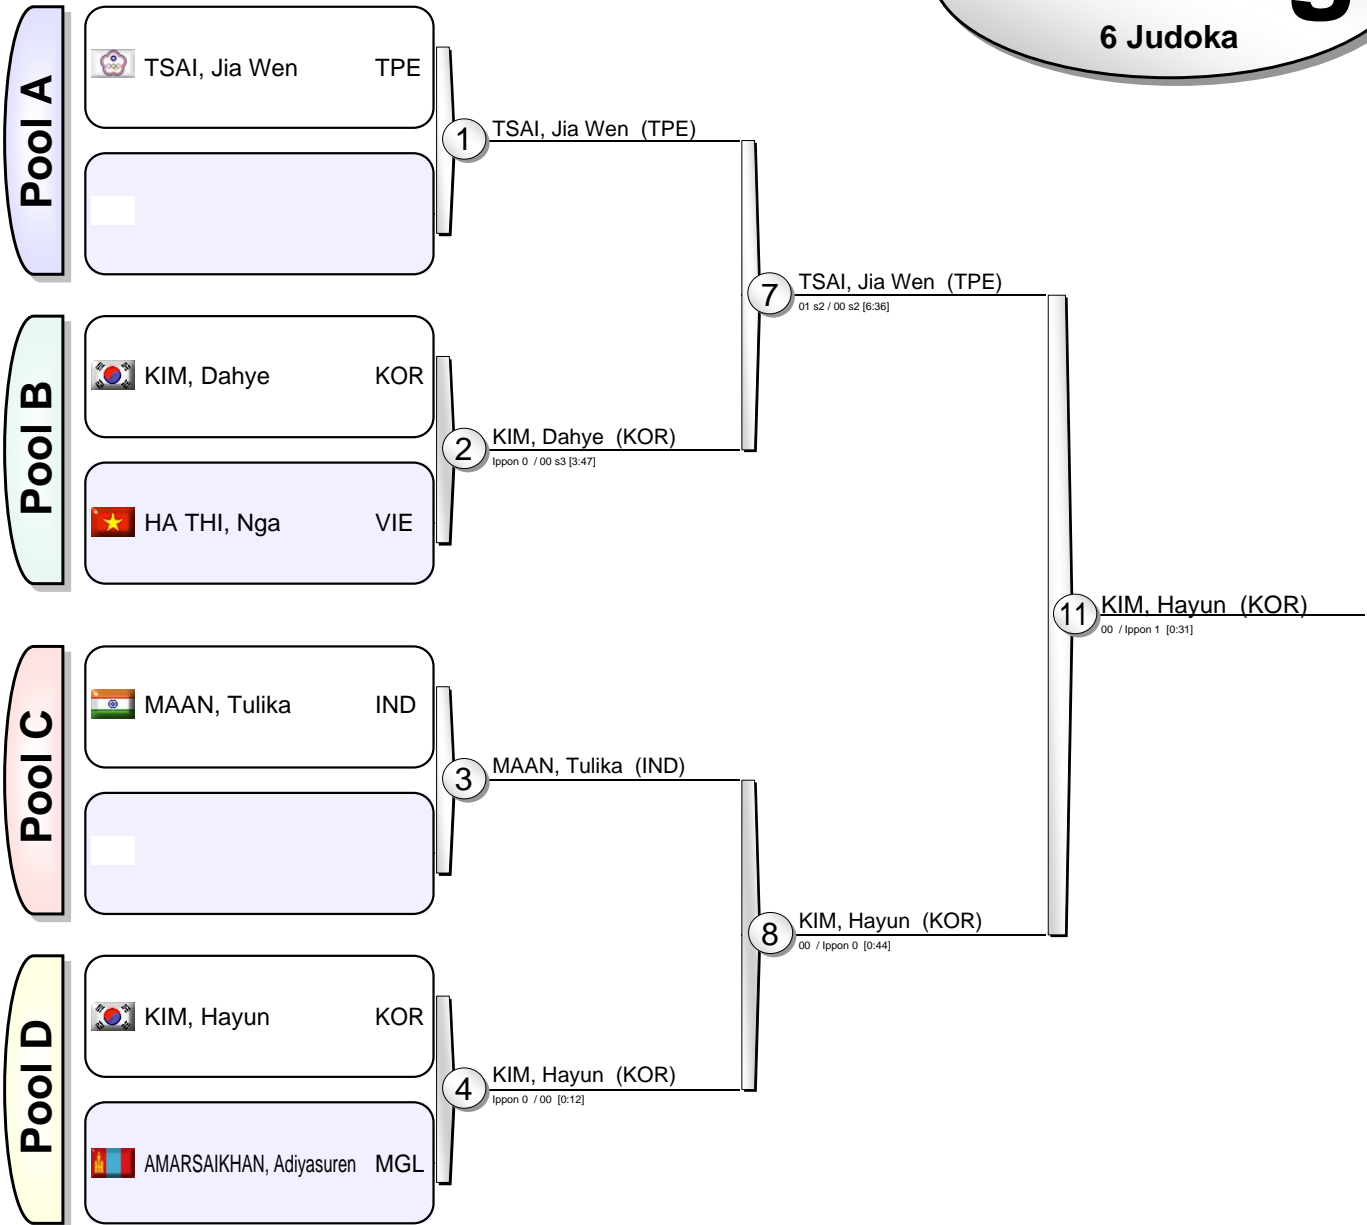 6 Judoka
Pool A
TSAI, Jia Wen TPE
1
TSAI, Jia Wen (TPE)
7
TSAI, Jia Wen (TPE)
01 s2 / 00 s2 [6:36]
Pool B
KIM, Dahye KOR
2
KIM, Dahye (KOR)
Ippon 0 / 00 s3 [3:47]
HA THI, Nga VIE
11
KIM, Hayun (KOR)
00 / Ippon 1 [0:31]
Pool C
MAAN, Tulika IND
3
MAAN, Tulika (IND)
8
KIM, Hayun (KOR)
00 / Ippon 0 [0:44]
Pool D
KIM, Hayun KOR
4
KIM, Hayun (KOR)
Ippon 0 / 00 [0:12]
AMARSAIKHAN, Adiyasuren MGL